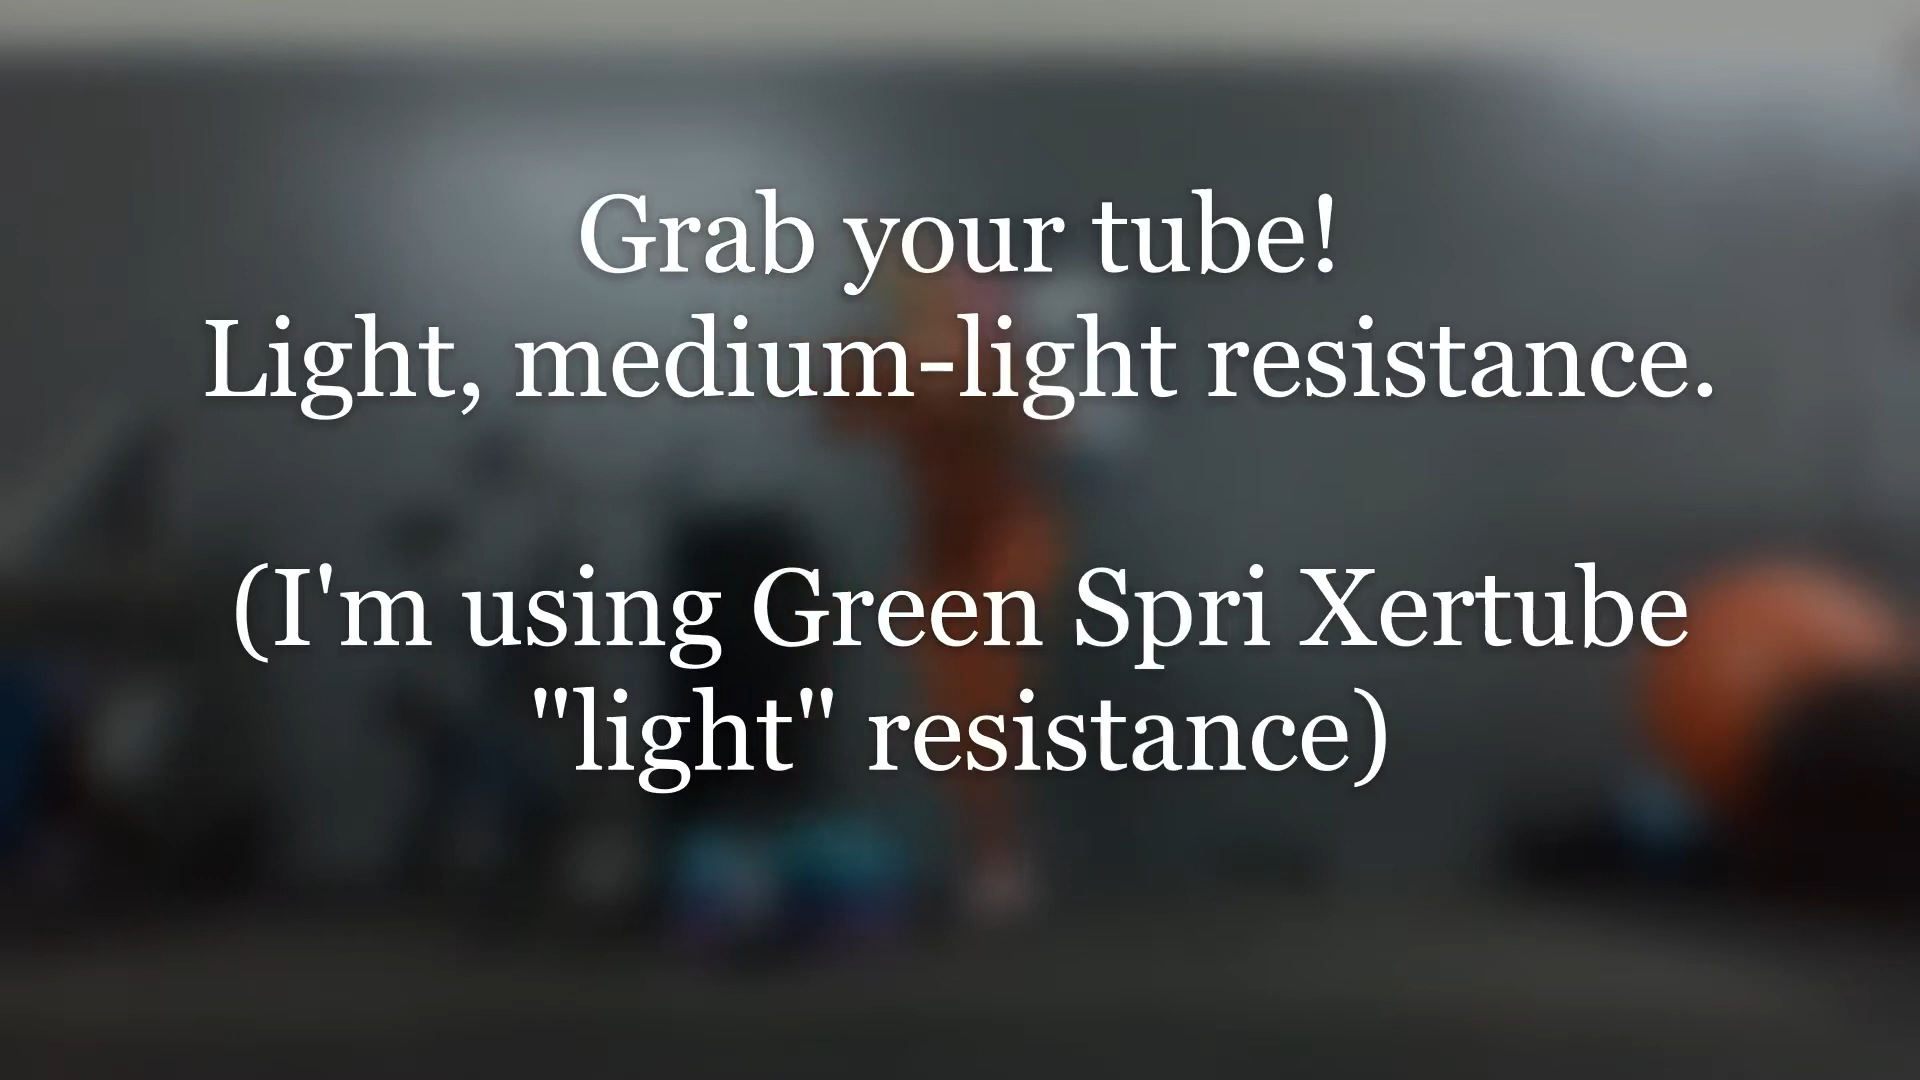 Grab your tube!
Light, medium-light resistance.
(I'm using Green Spri Xertube
"light" resistance)